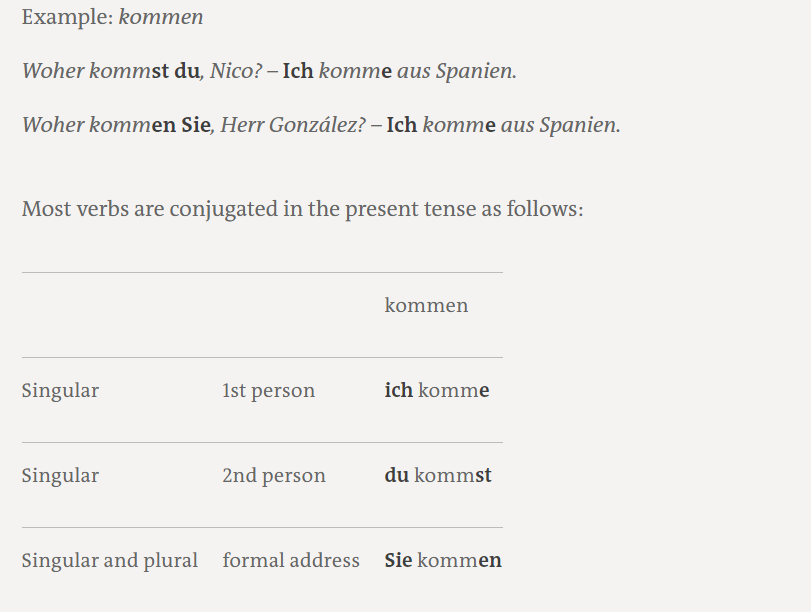 Example: kommen
Woher kommst du, Nico? – Ich komme aus Spanien.
Woher kommen Sie, Herr González? – Ich komme aus Spanien.
Most verbs are conjugated in the present tense as follows:
kommen
Singular 1st person ich komme
Singular 2nd person du kommst
Singular and plural formal address Sie kommen